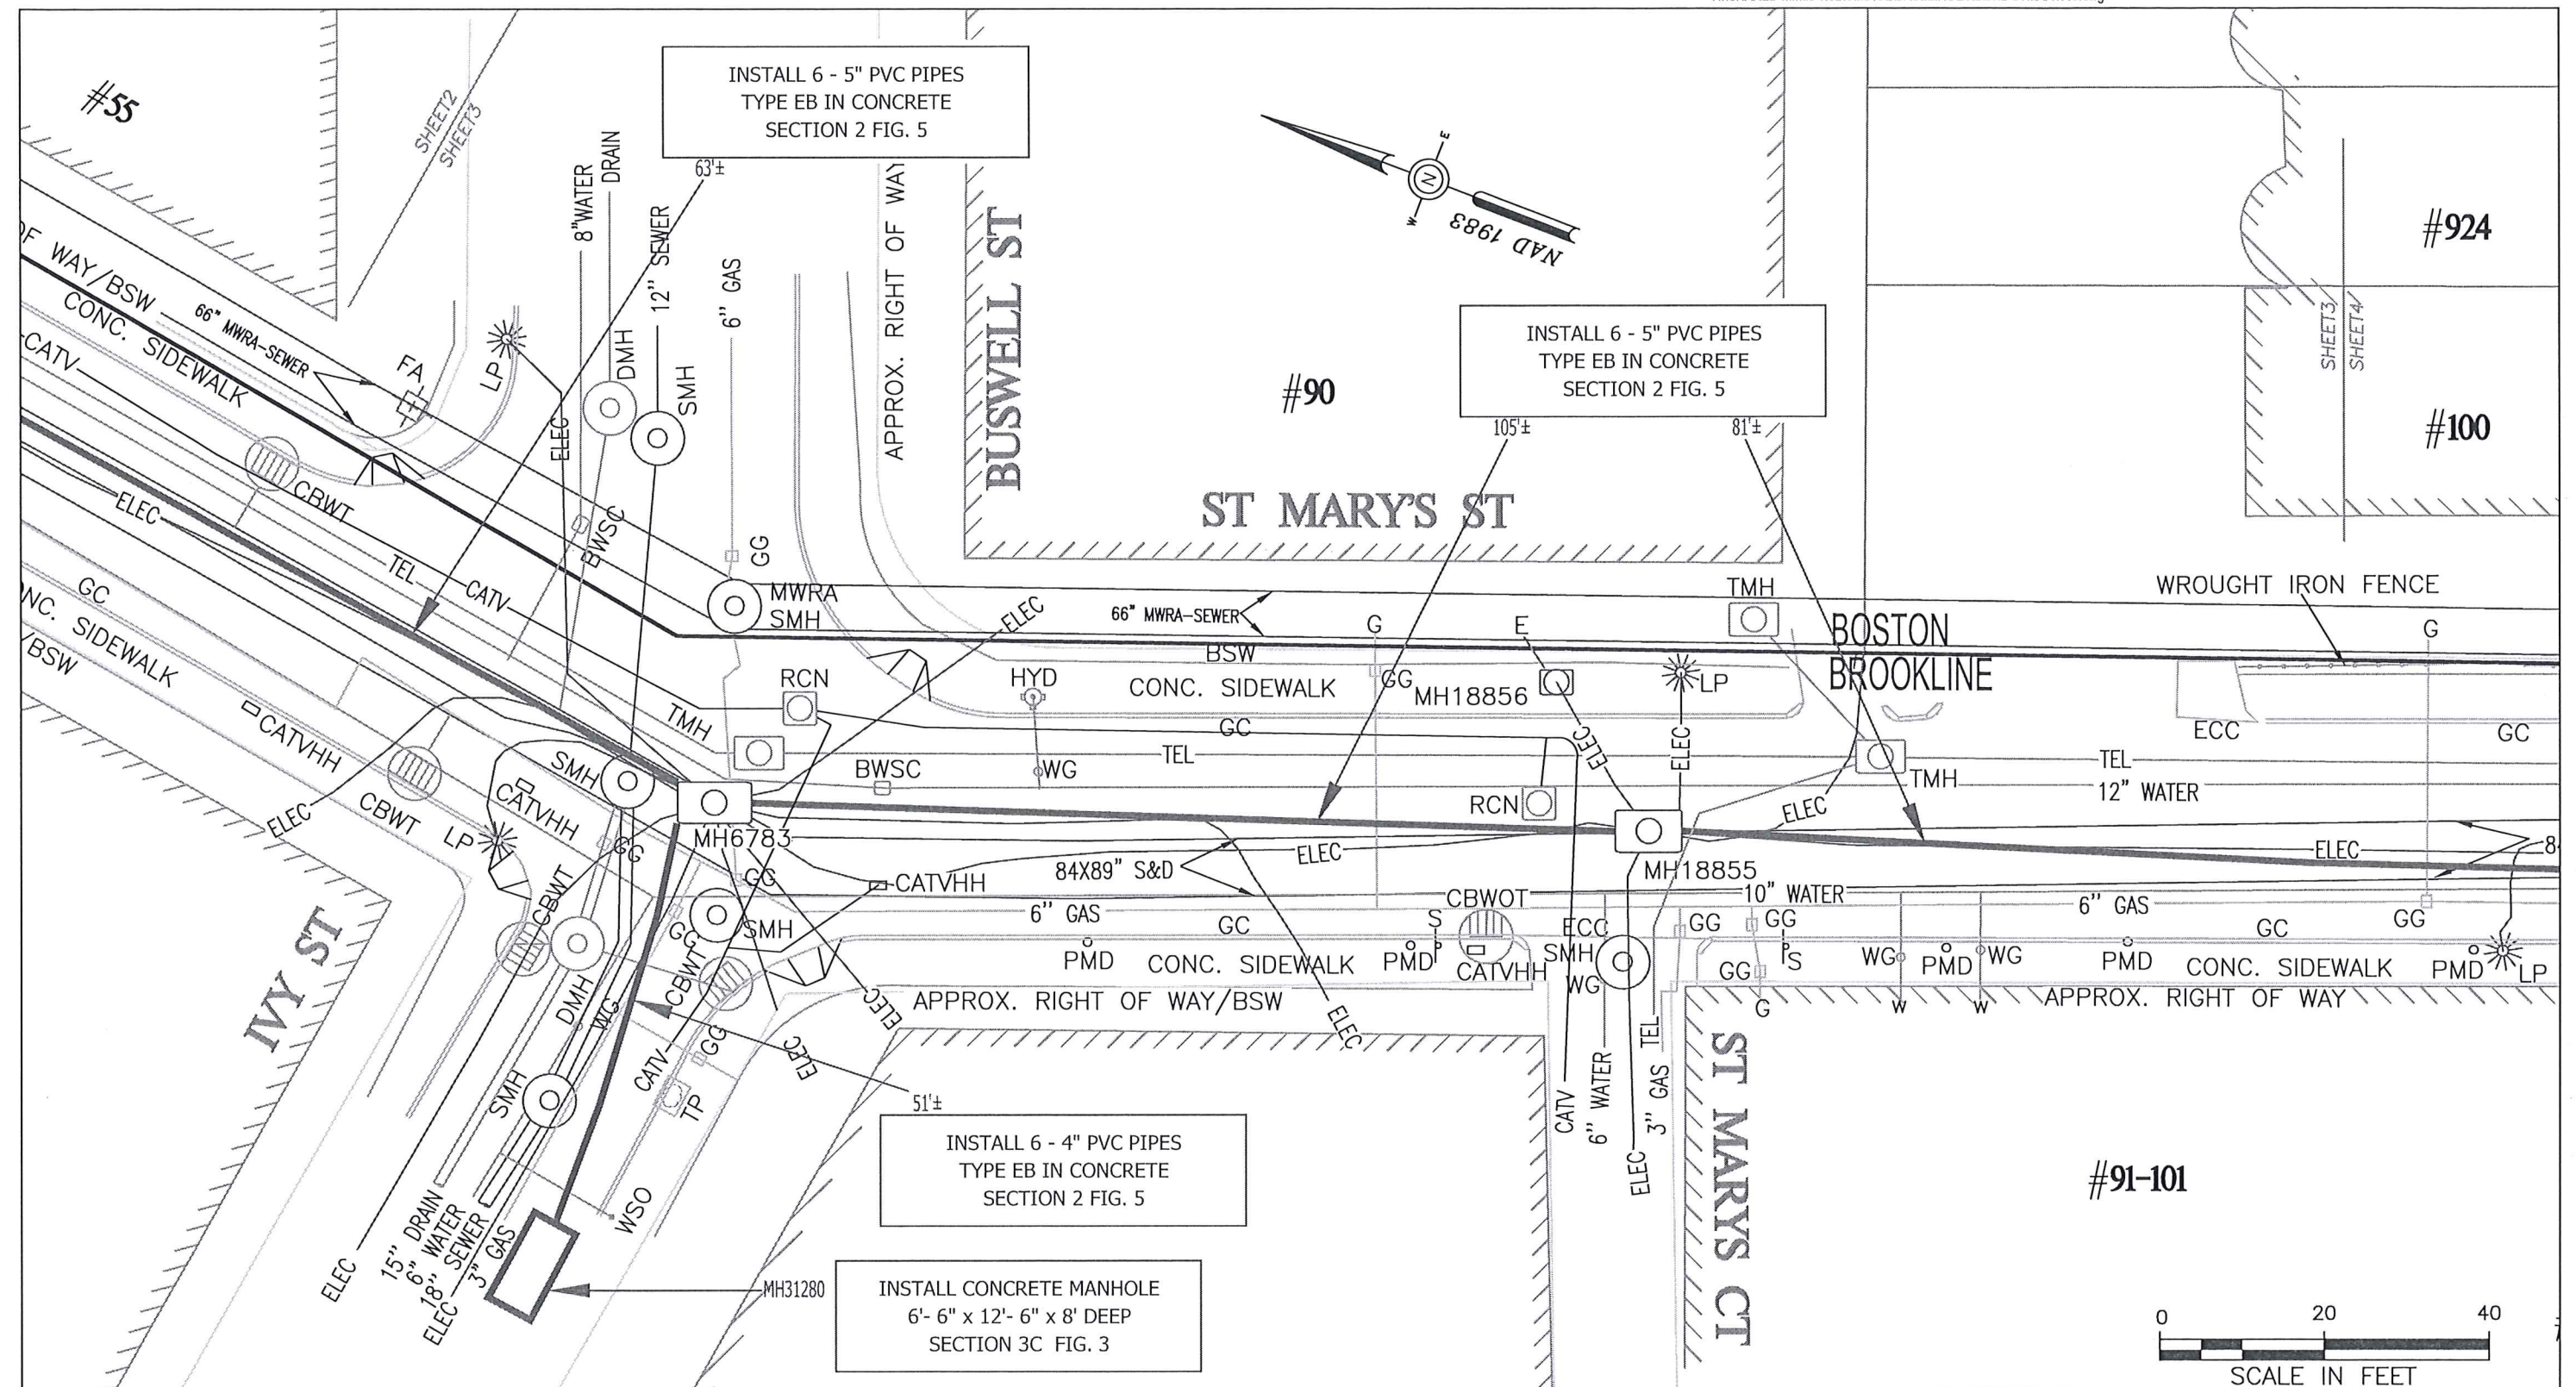 #55
SHEET2
SHEET3
INSTALL 6 - 5" PVC PIPES
TYPE EB IN CONCRETE
SECTION 2 FIG. 5
63'±
8"WATER
DRAIN
12" SEWER
6" GAS
APPROX. RIGHT OF WAY
BUSWELL ST
E
N
W
NAD 1983
#924
SHEET3
SHEET4
#90
INSTALL 6 - 5" PVC PIPES
TYPE EB IN CONCRETE
SECTION 2 FIG. 5
105'±
81'±
#100
OF WAY/BSW
66" MWRA-SEWER
CONC. SIDEWALK
CATV
FA
LP
ELEC
DMH
SMH
ST MARY'S ST
CBWT
ELEC
BWSC
TEL
CATV
GG
MWRA
SMH
ELEC
66" MWRA-SEWER
G
E
TMH
BOSTON
BROOKLINE
WROUGHT IRON FENCE
G
GC
CONC. SIDEWALK
/BSW
BSW
CONC. SIDEWALK
GG
MH18856
LP
RCN
HYD
TMH
GC
TEL
ELEC
ELEC
ECC
GC
CATVHH
SMH
BWSC
WG
RCN
TMH
TEL
12" WATER
CATVHH
ELEC
CBWT
LP
GG
MH6783
ELEC
ELEC
ELEC
8
84X89" S&D
MH18855
GG
CATVHH
CBWOT
10" WATER
6" GAS
6" GAS
GG
CBWT
GG
SMH
GC
S
ECC
GG
GG
GC
PMD
CONC. SIDEWALK
PMD
CATVHH
SMH
WG
S
GG
G
WG
PMD
WG
PMD
CONC. SIDEWALK
PMD
LP
W
W
APPROX. RIGHT OF WAY
APPROX. RIGHT OF WAY/BSW
IVY ST
DMH
WG
CBWT
ELEC
ELEC
ELEC
GG
CATV
TP
SMH
51'±
INSTALL 6 - 4" PVC PIPES
TYPE EB IN CONCRETE
SECTION 2 FIG. 5
CATV
6" WATER
ELEC
3" GAS
TEL
ST MARYS CT
#91-101
WSO
15" DRAIN
6" WATER
18" SEWER
3" GAS
ELEC
ELEC
MH31280
INSTALL CONCRETE MANHOLE
6'- 6" x 12'- 6" x 8' DEEP
SECTION 3C FIG. 3
0 20 40
SCALE IN FEET